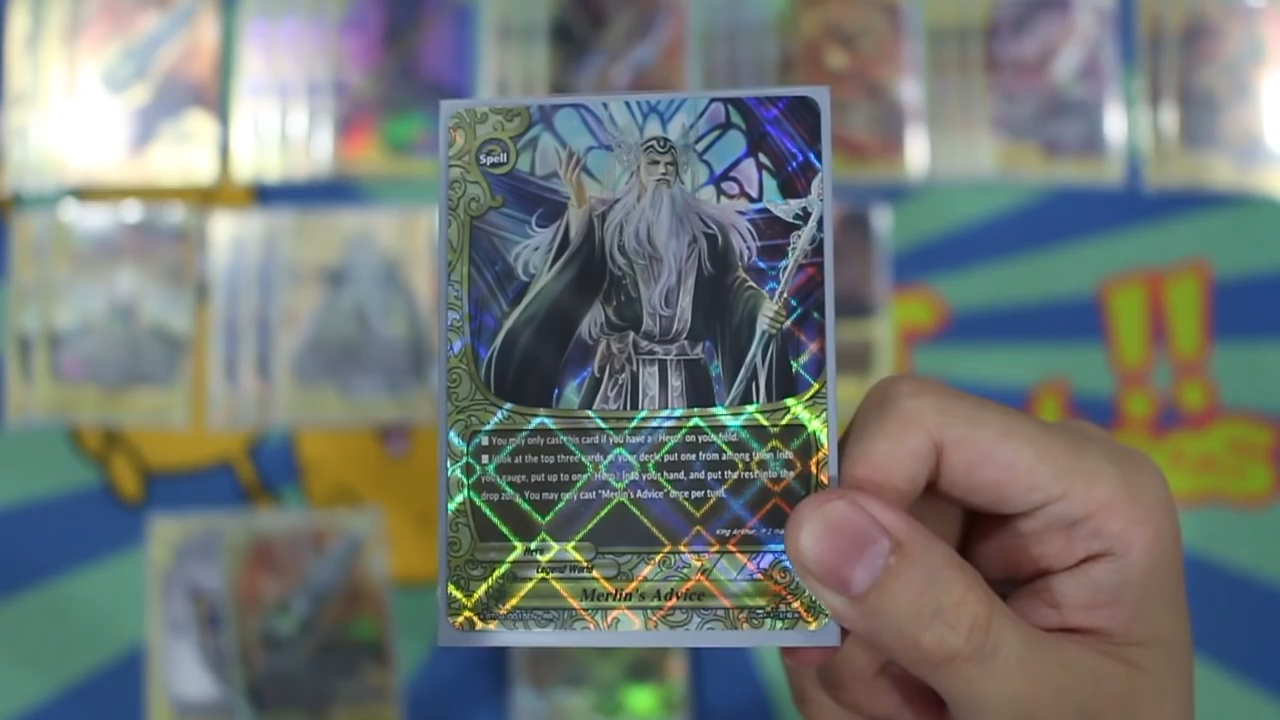 Spell
■ You may only cast this card if you have a «Hero» on your field.
■ Look at the top three cards of your deck, put one from among them into
your gauge, put up to one «Hero» into your hand, and put the rest into the
drop zone. You may only cast "Merlin's Advice" once per turn.
King Arthur,
Hero
Legend World
Merlin's Advice
!!